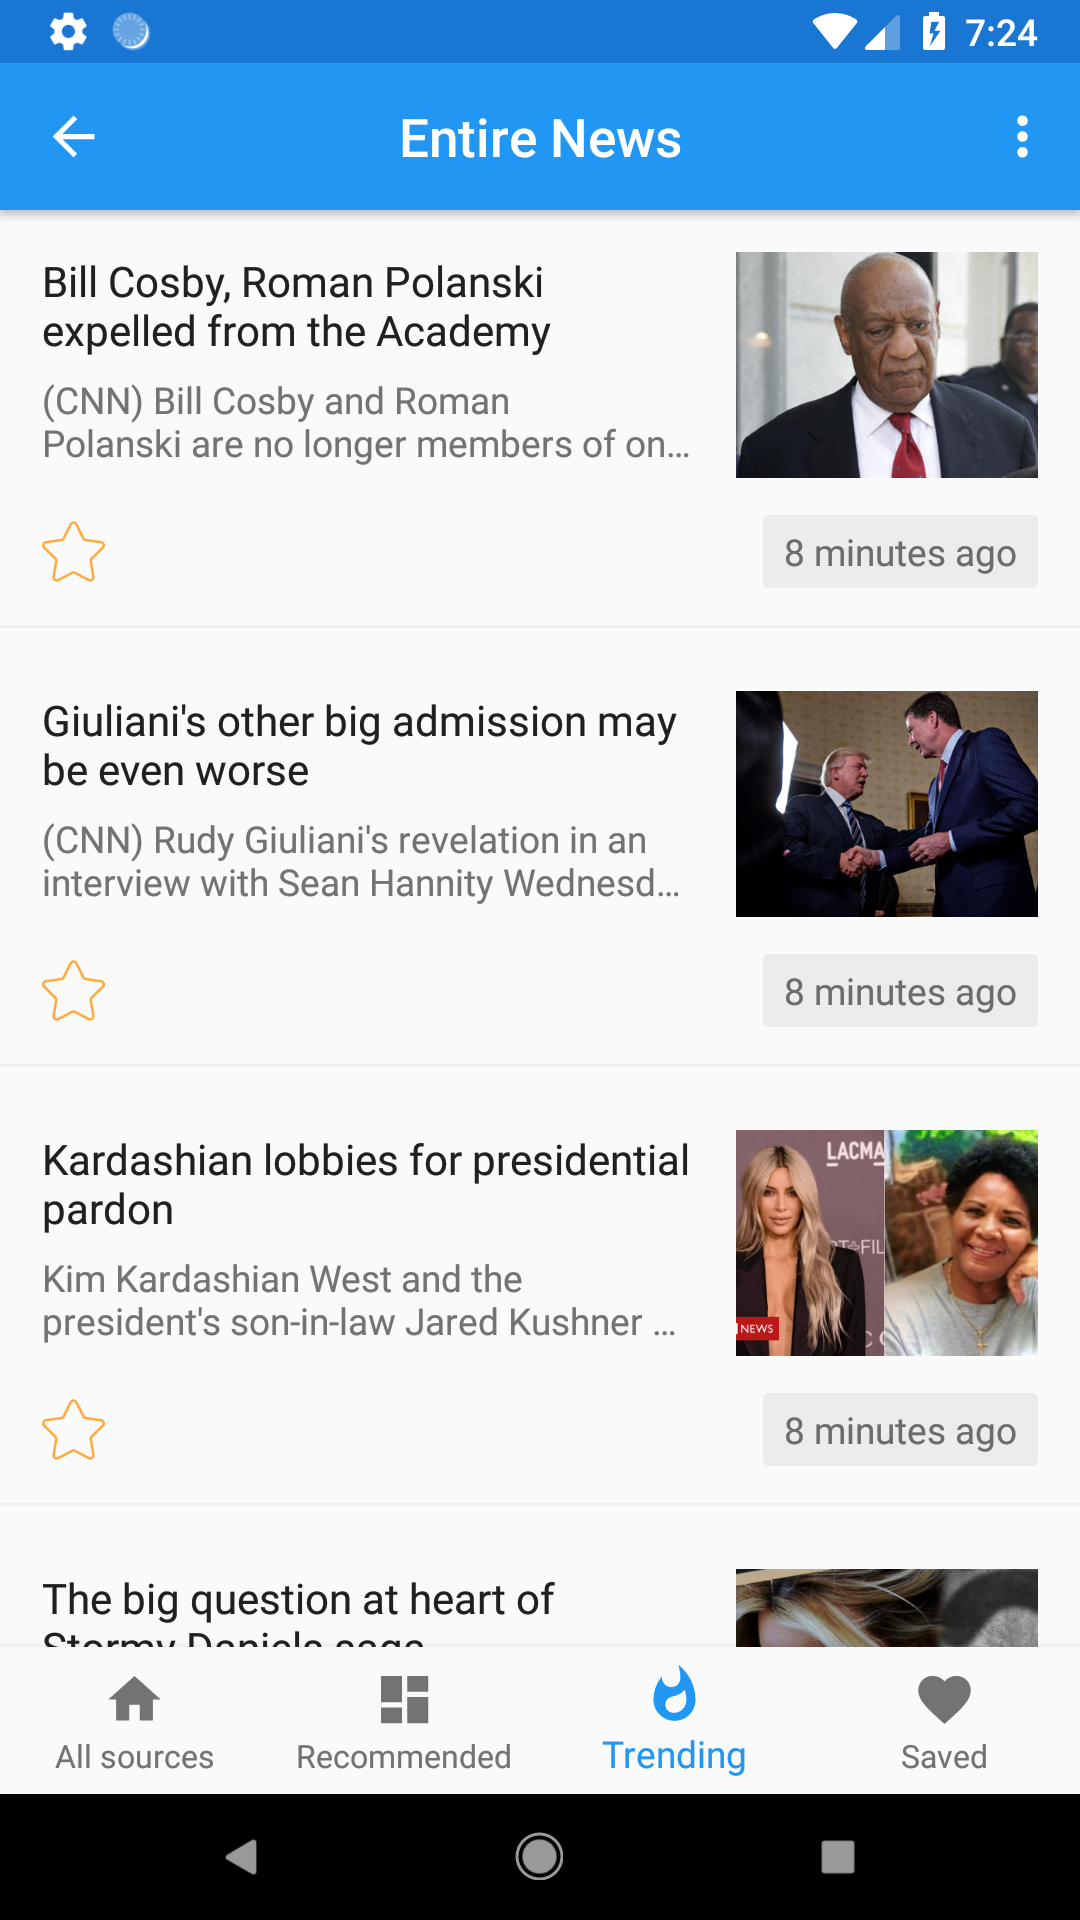 7:24
Entire News
Bill Cosby, Roman Polanski
expelled from the Academy
(CNN) Bill Cosby and Roman
Polanski are no longer members of on...
8 minutes ago
Giuliani's other big admission may
be even worse
(CNN) Rudy Giuliani's revelation in an
interview with Sean Hannity Wednesd...
8 minutes ago
Kardashian lobbies for presidential
pardon
LACMA
Kim Kardashian West and the
president's son-in-law Jared Kushner ...
NEWS
8 minutes ago
The big question at heart of
Stormy Daniels saga
All sources
Recommended
Trending
Saved